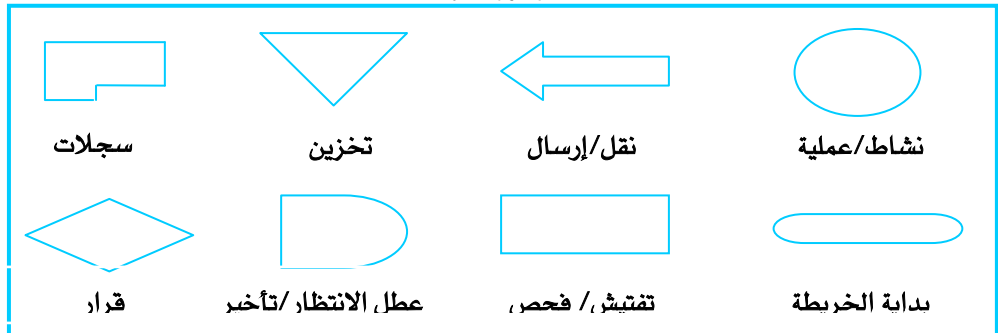 نشاط/عملية نقل/إرسال تخزين سجلات
بداية الخريطة تفتيش/ فحص عطل الانتظار/تأخير قرار